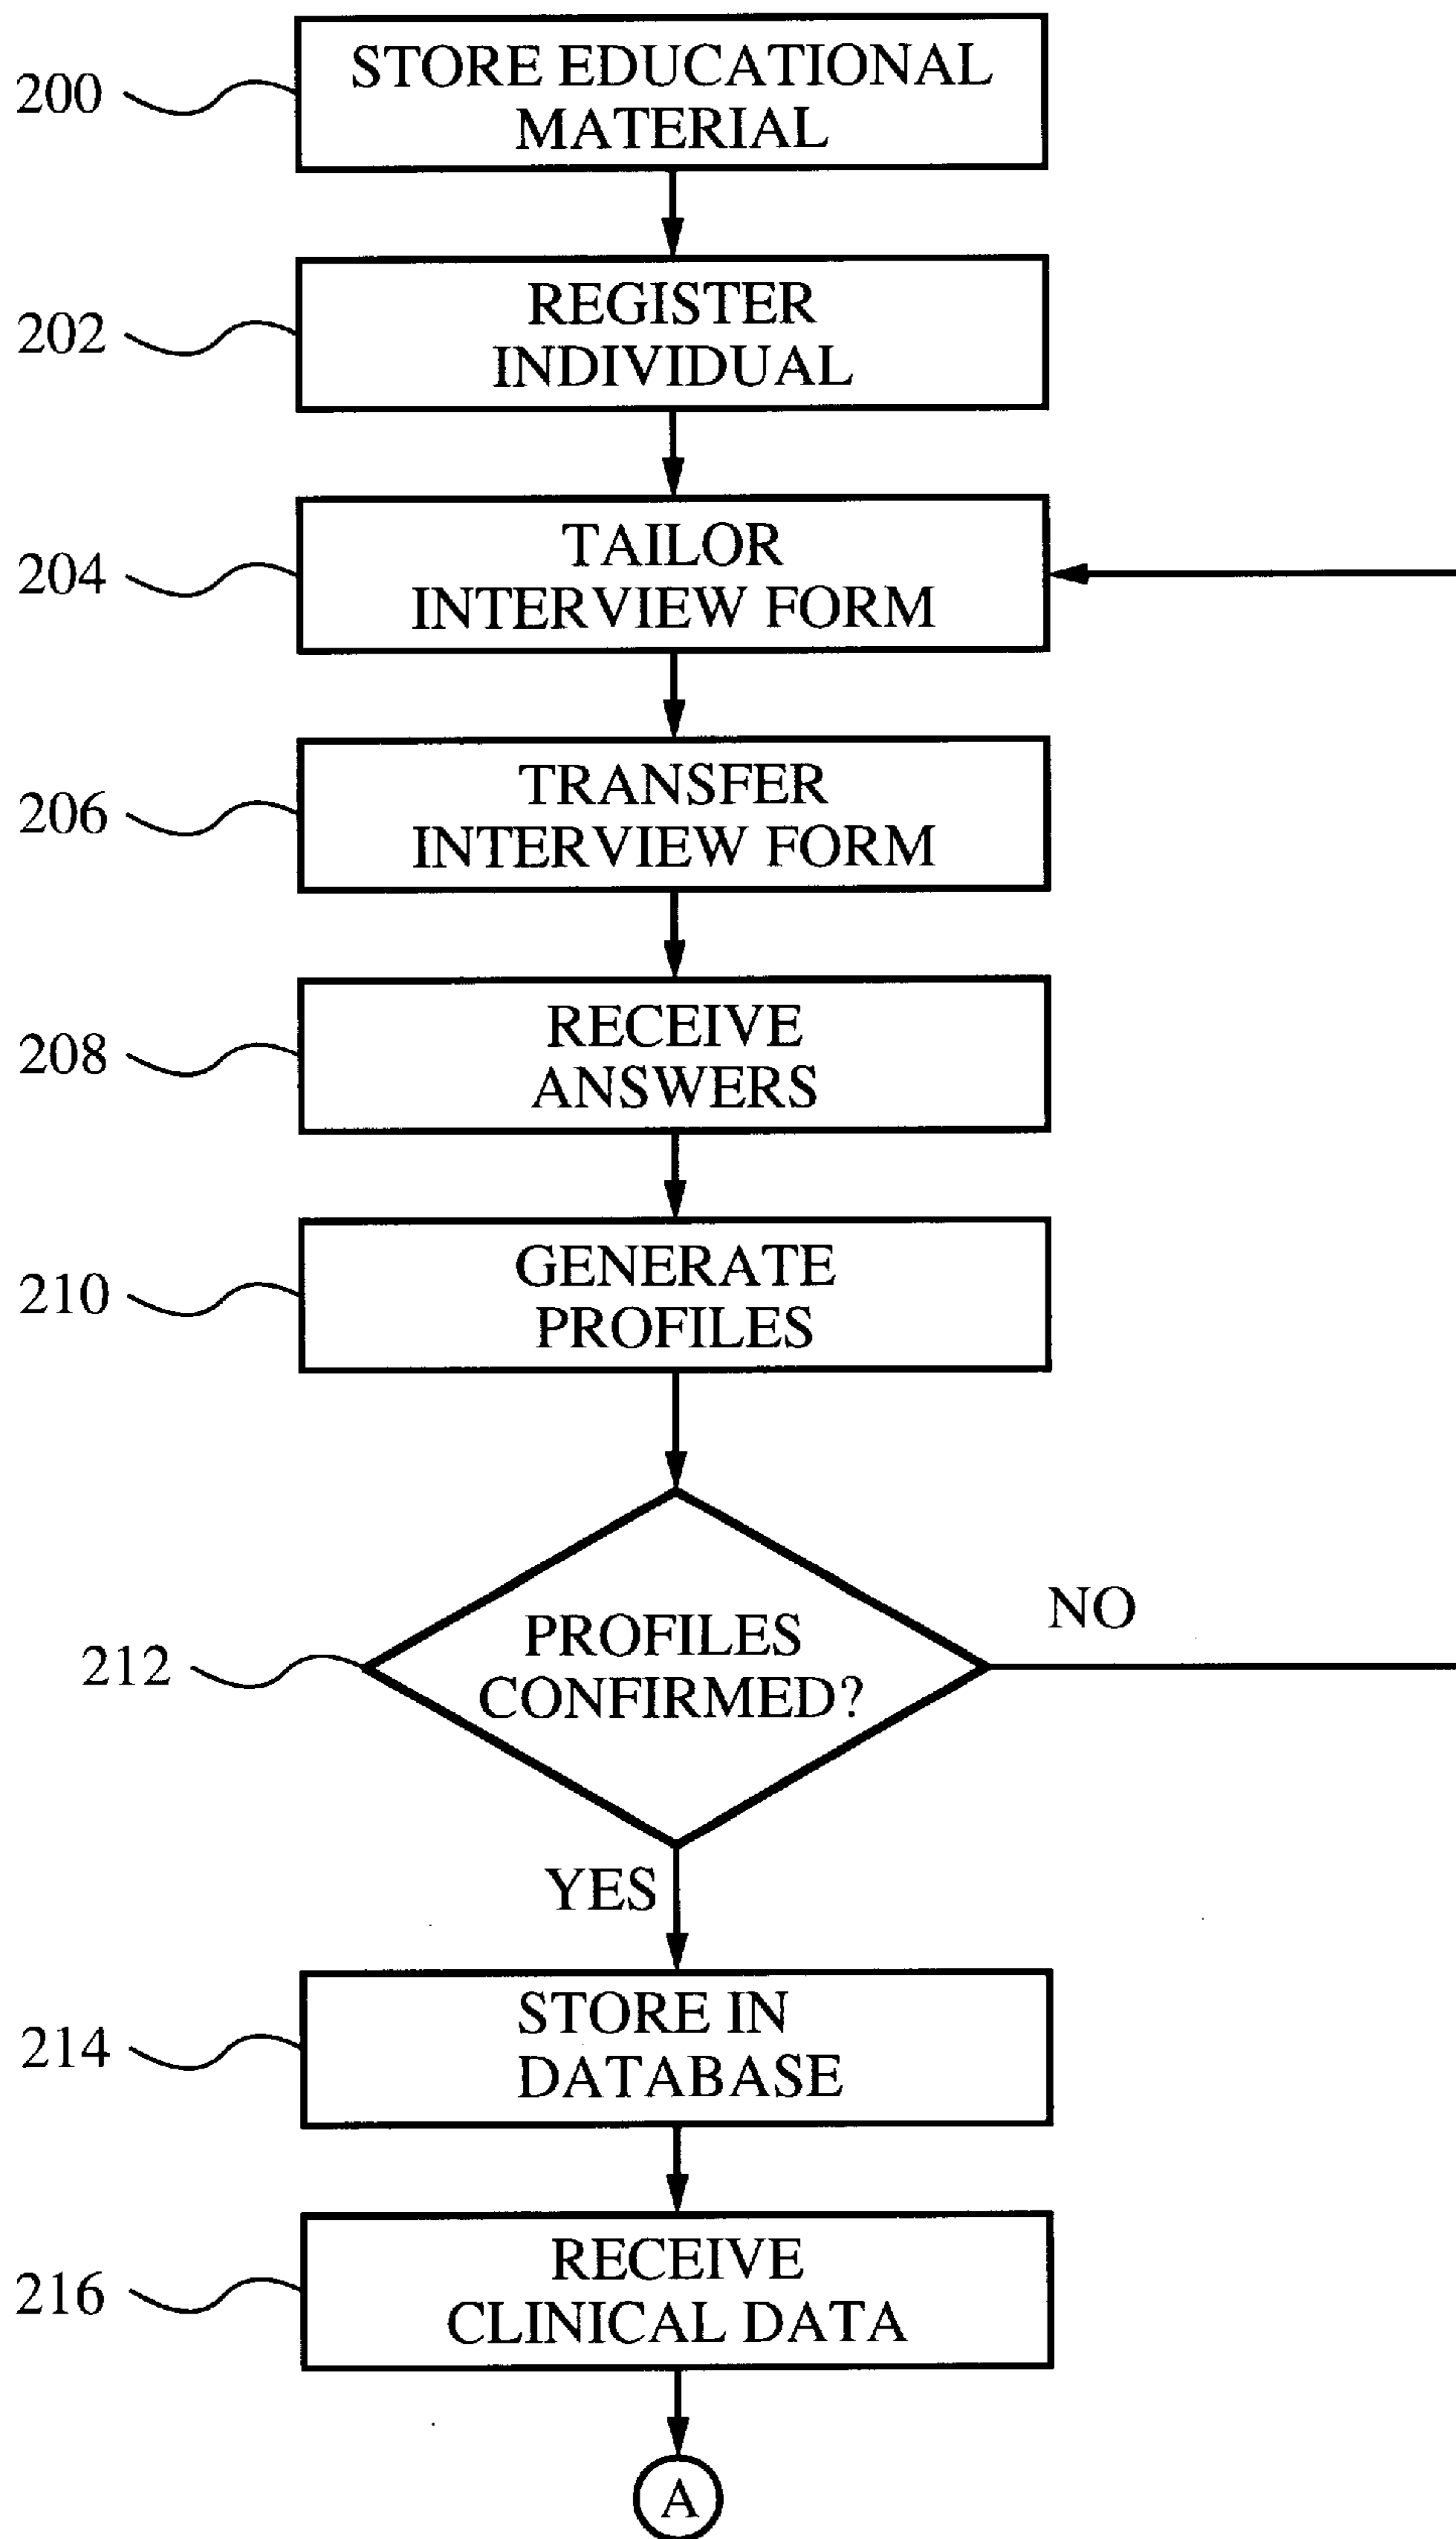 200
STORE EDUCATIONAL
MATERIAL
202
REGISTER
INDIVIDUAL
204
TAILOR
INTERVIEW FORM
206
TRANSFER
INTERVIEW FORM
208
RECEIVE
ANSWERS
210
GENERATE
PROFILES
212
PROFILES
CONFIRMED?
NO
YES
214
STORE IN
DATABASE
216
RECEIVE
CLINICAL DATA
A